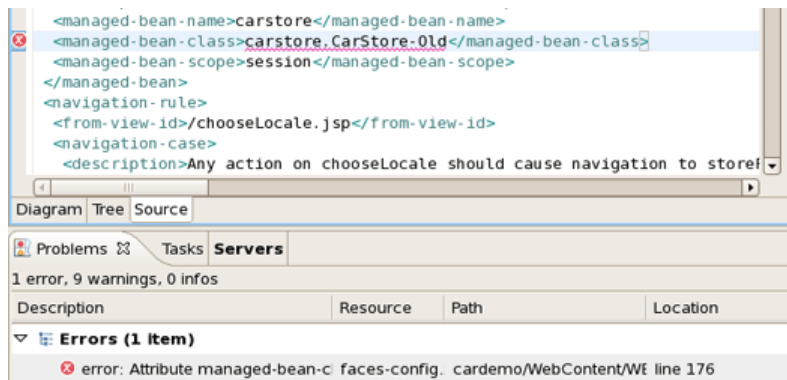 <managed-bean-name>carstore</managed-bean-name>
<managed-bean-class>carstore.CarStore-Old</managed-bean-class>
<managed-bean-scope>session</managed-bean-scope>
</managed-bean>
<navigation-rule>
<from-view-id>/chooseLocale.jsp</from-view-id>
<navigation-case>
<description>Any action on chooseLocale should cause navigation to
Diagram Tree Source
Problems Tasks Servers
1 error, 9 warnings, 0 infos
Description Resource Path Location
Errors (1 item)
error: Attribute managed-bean-c faces-config. cardemo/WebContent/WE line 176